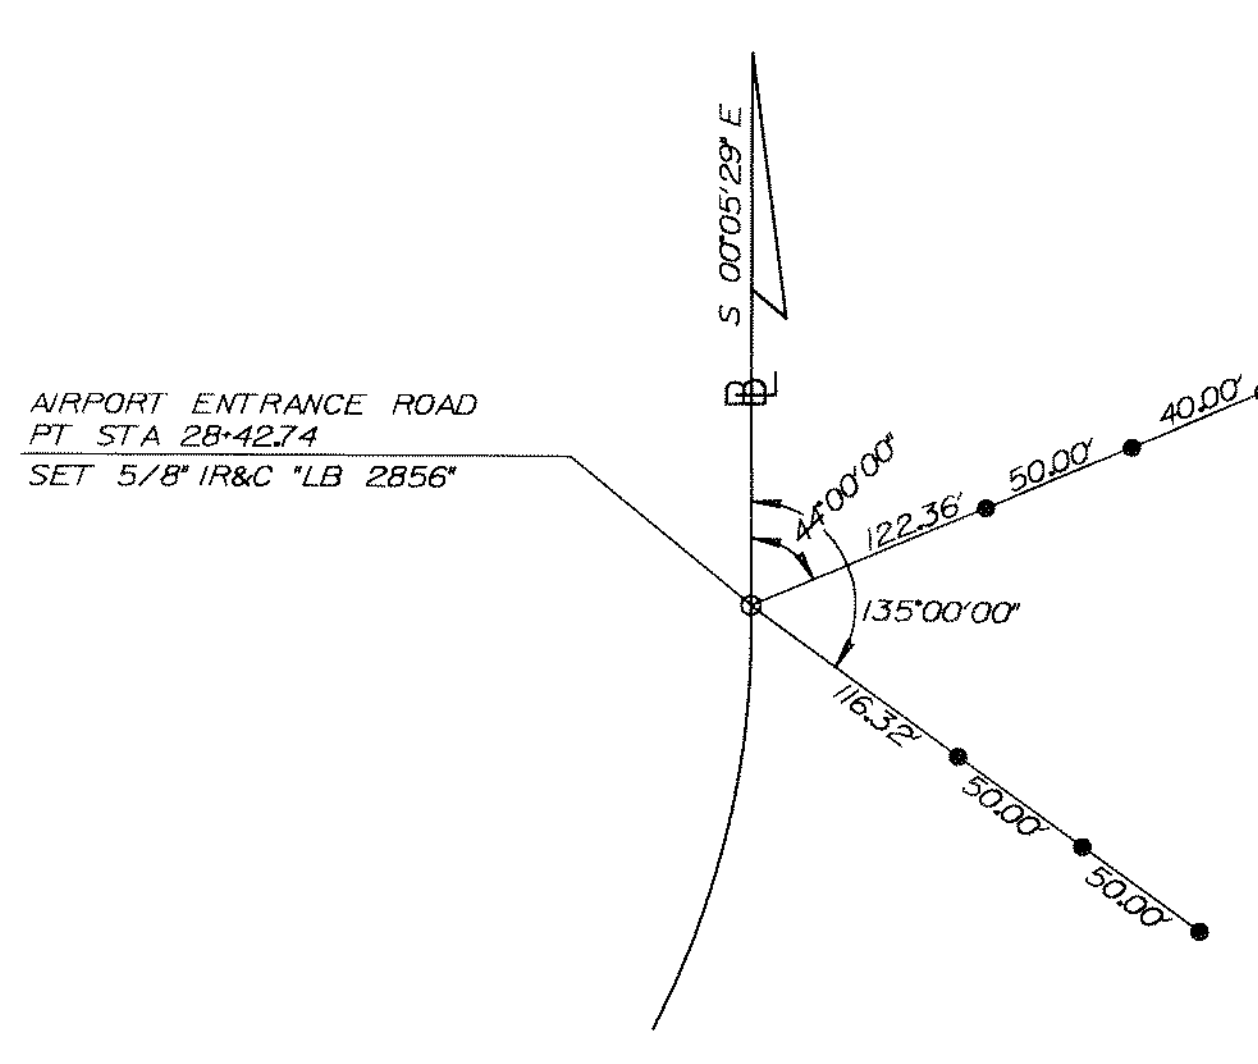 S 00°05'29" E
BL
AIRPORT ENTRANCE ROAD
PT STA 28+42.74
SET 5/8" IR&C "LB 2856"
44°00'00"
122.36'
50.00'
40.00'
135°00'00"
116.32'
50.00'
50.00'